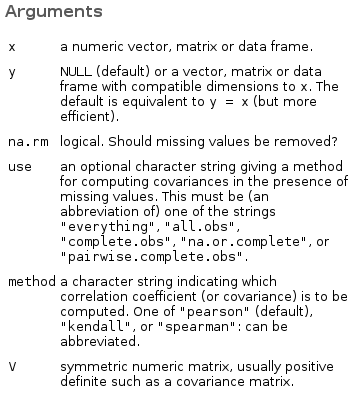 Arguments
x a numeric vector, matrix or data frame.
y NULL (default) or a vector, matrix or data
frame with compatible dimensions to x. The
default is equivalent to y = x (but more
efficient).
na.rm logical. Should missing values be removed?
use an optional character string giving a method
for computing covariances in the presence of
missing values. This must be (an
abbreviation of) one of the strings
"everything", "all.obs",
"complete.obs", "na.or.complete", or
"pairwise.complete.obs".
method a character string indicating which
correlation coefficient (or covariance) is to be
computed. One of "pearson" (default),
"kendall", or "spearman": can be
abbreviated.
V symmetric numeric matrix, usually positive
definite such as a covariance matrix.